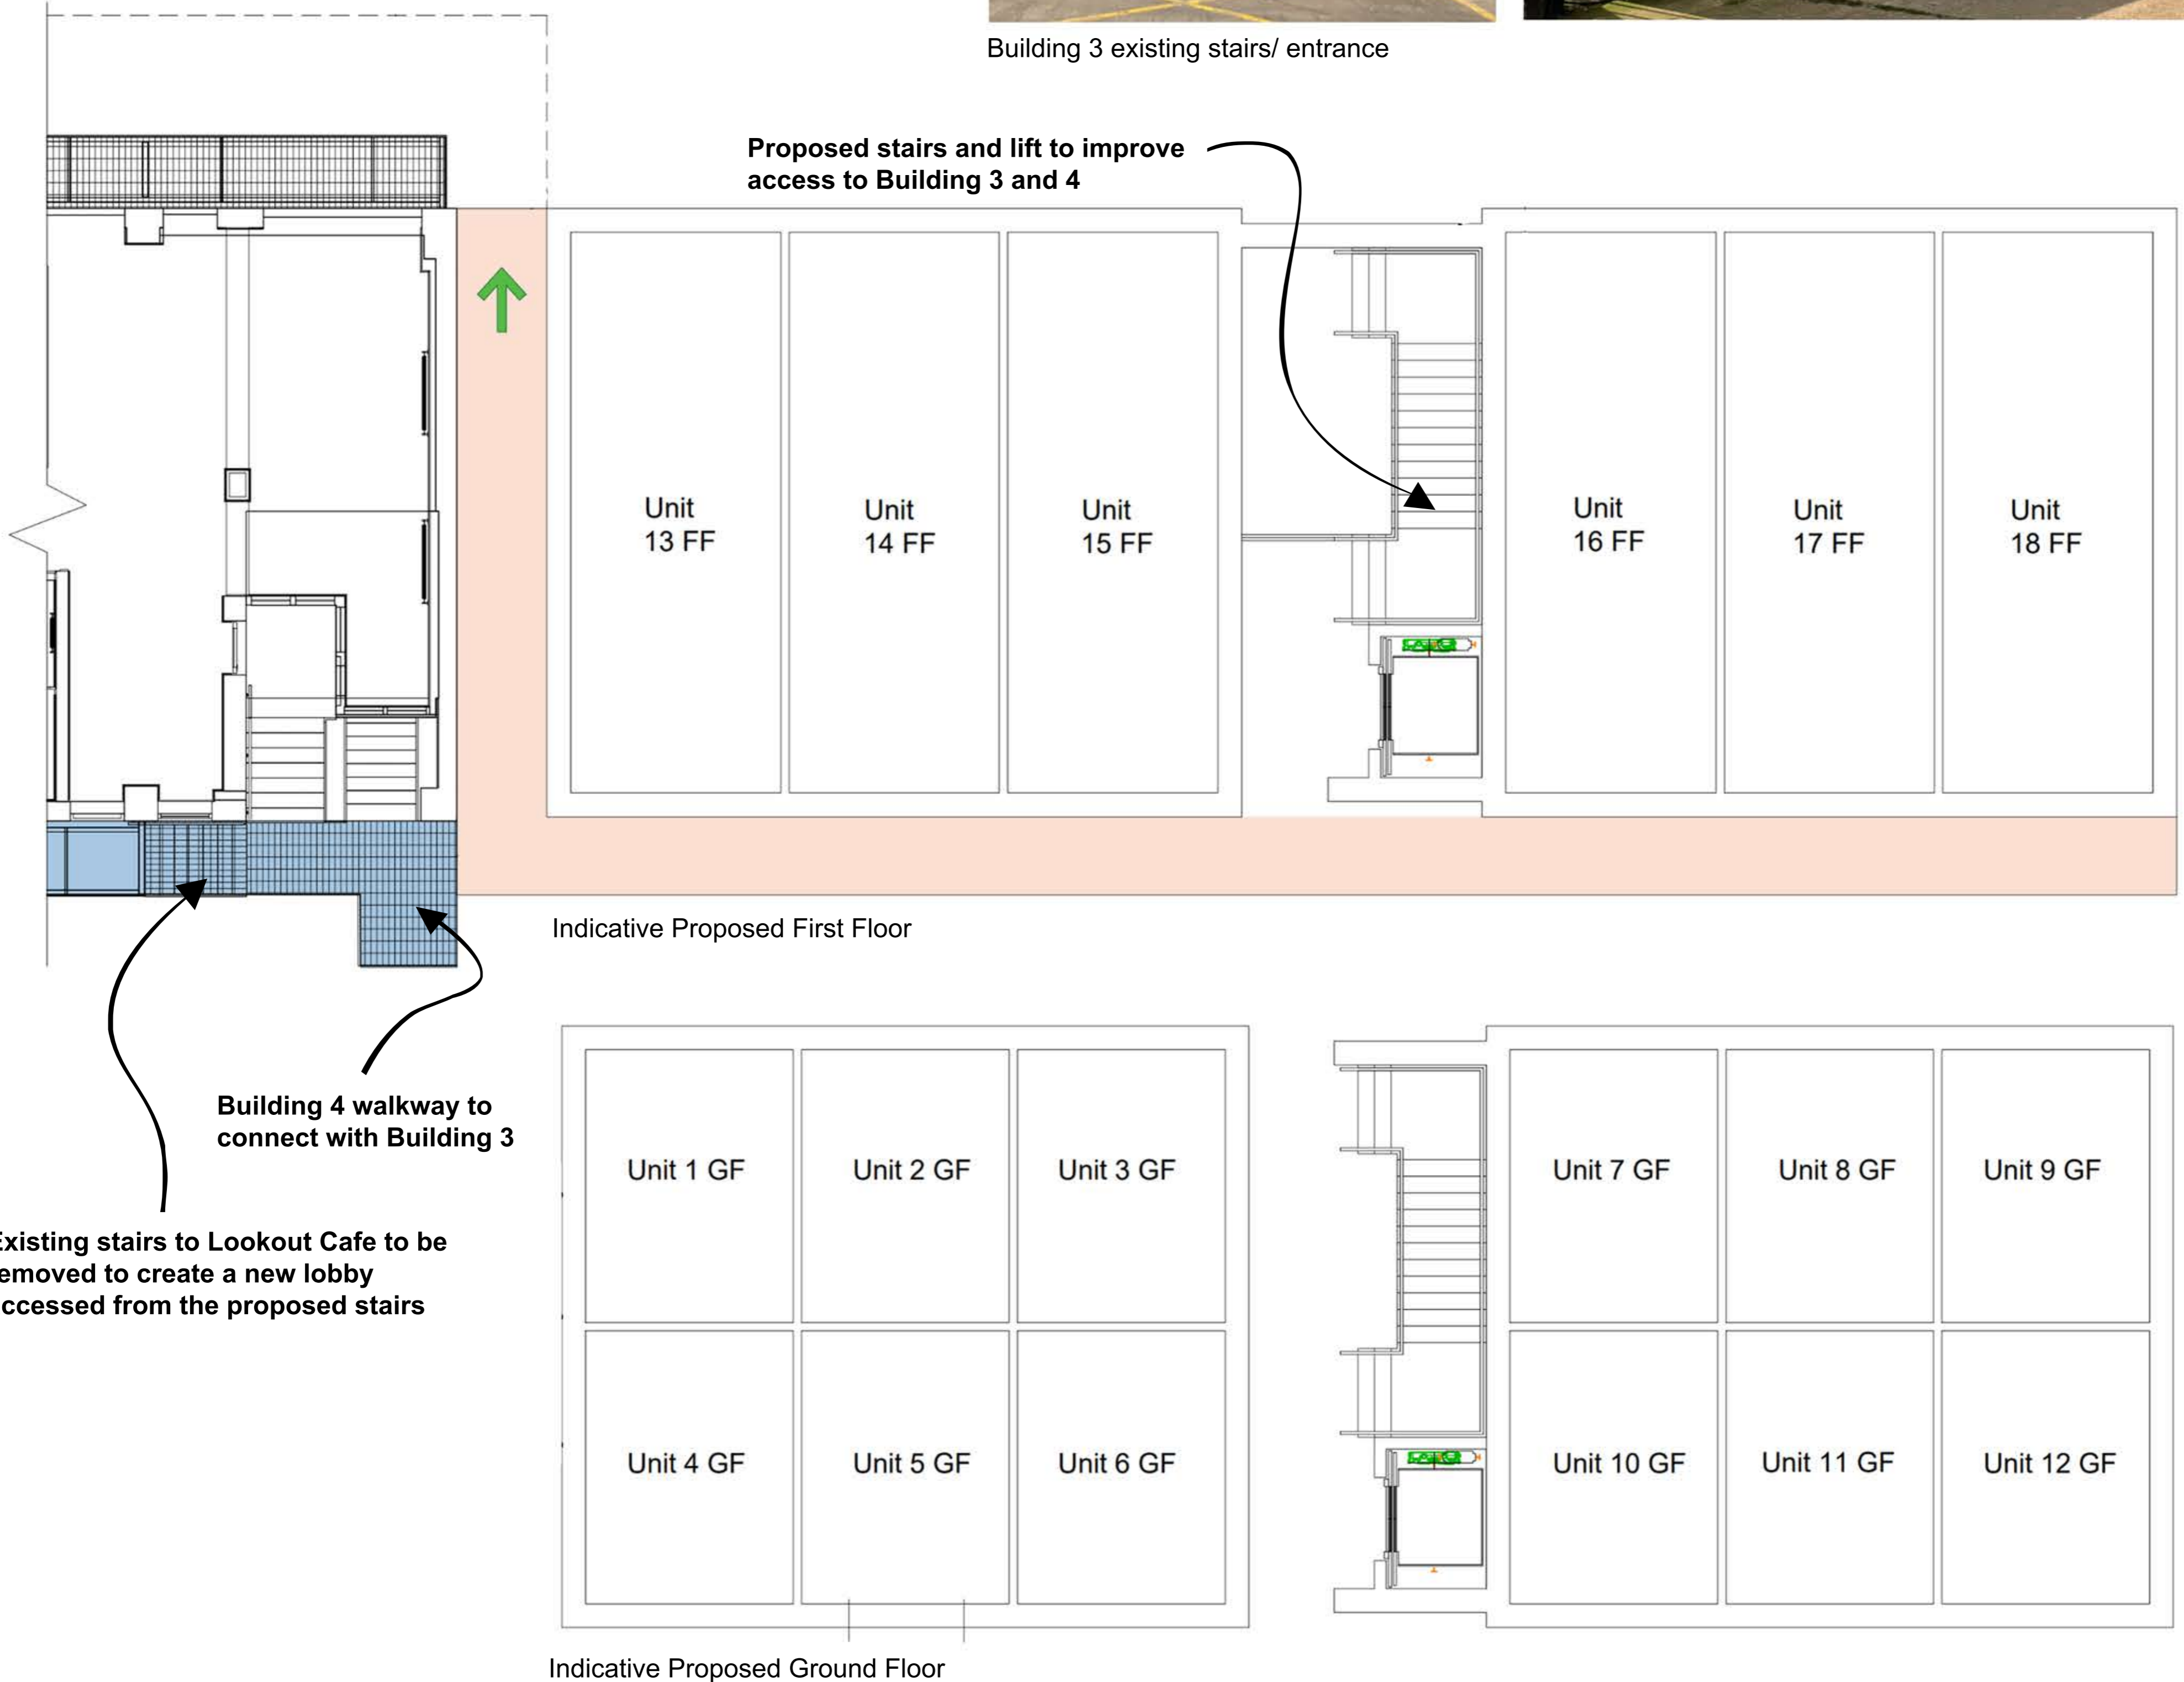 Building 3 existing stairs/ entrance
Proposed stairs and lift to improve
access to Building 3 and 4
Unit
13 FF
Unit
14 FF
Unit
15 FF
Unit
16 FF
Unit
17 FF
Unit
18 FF
Indicative Proposed First Floor
Building 4 walkway to
connect with Building 3
Existing stairs to Lookout Cafe to be
removed to create a new lobby
accessed from the proposed stairs
Unit 1 GF
Unit 2 GF
Unit 3 GF
Unit 7 GF
Unit 8 GF
Unit 9 GF
Unit 4 GF
Unit 5 GF
Unit 6 GF
Unit 10 GF
Unit 11 GF
Unit 12 GF
Indicative Proposed Ground Floor